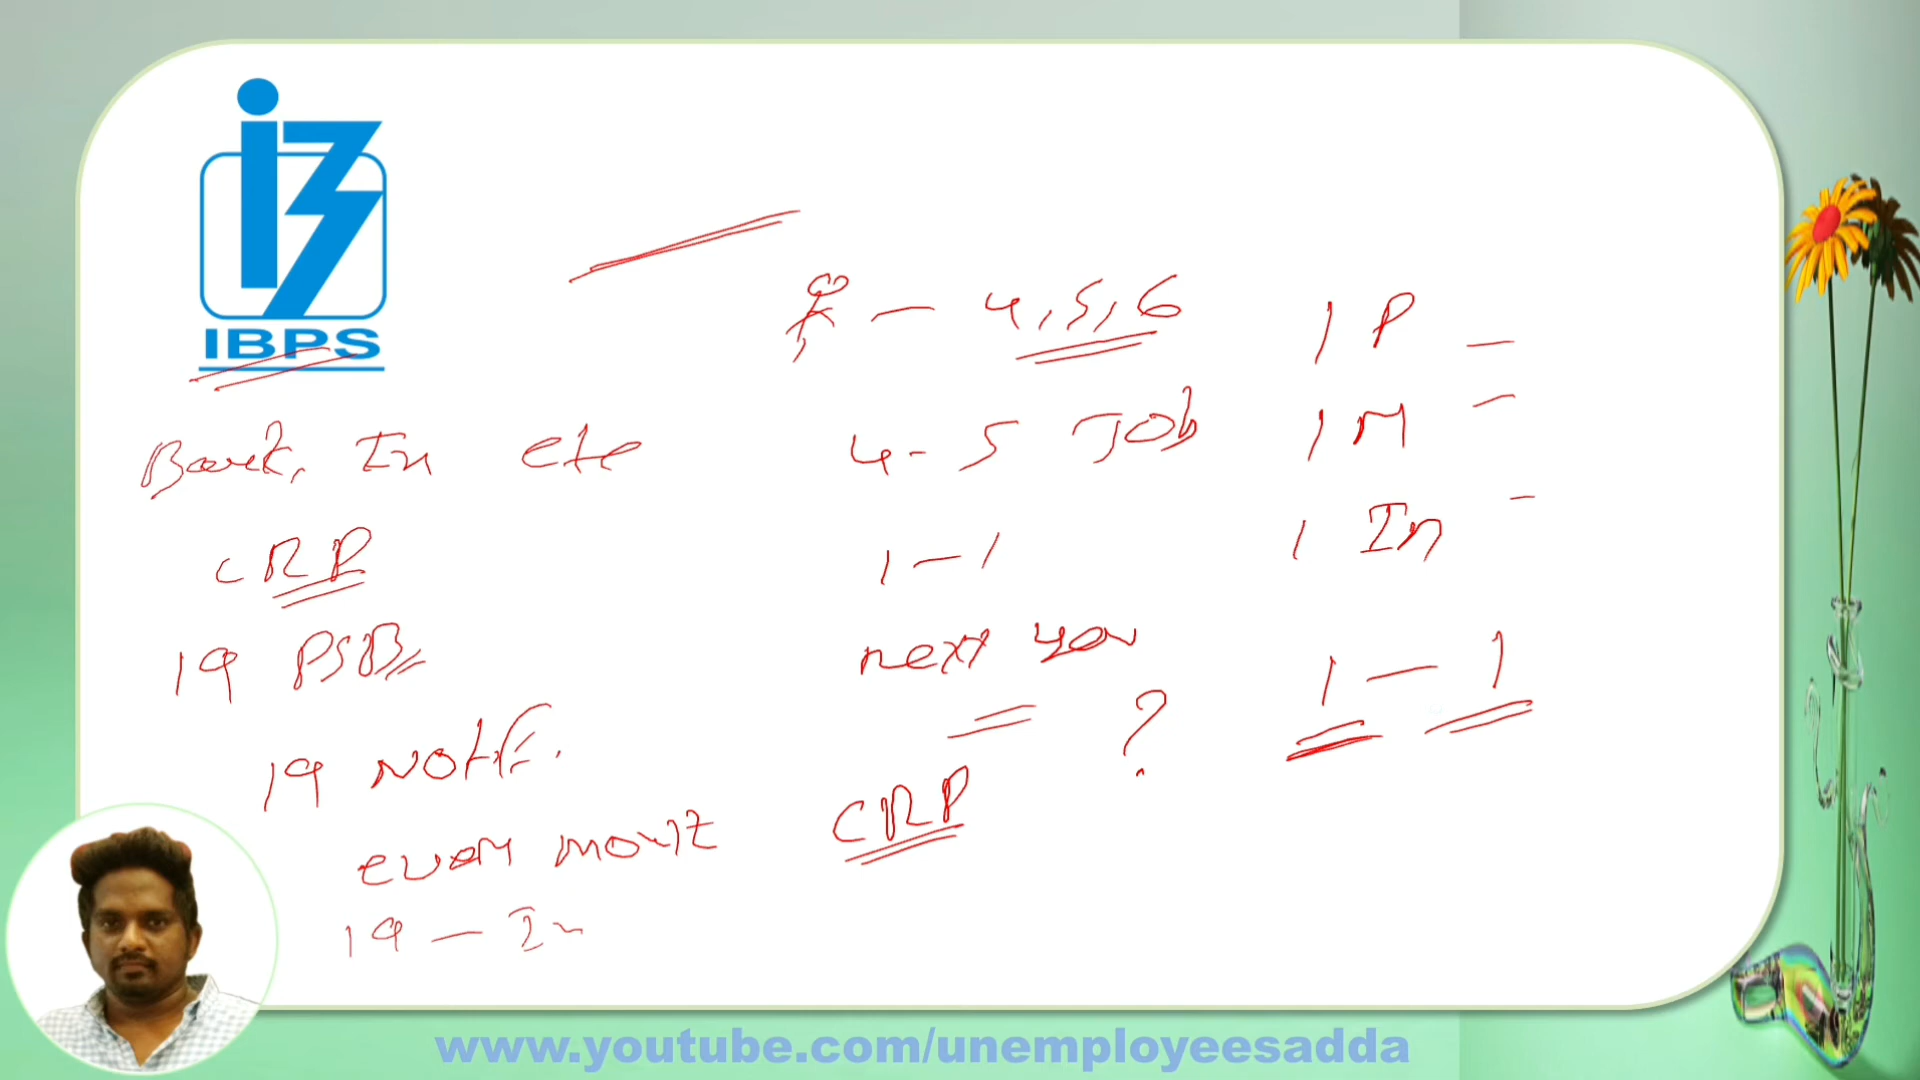 IBPS
Bank, In etc
CRP
19 PSBs
19 Notif.
every month
19 - In
4, 5, 6
4 - 5 Job
1 - 1
next year
?
CRP
1 P -
1 M -
1 In -
1 - 1
www.youtube.com/unemployeesadda